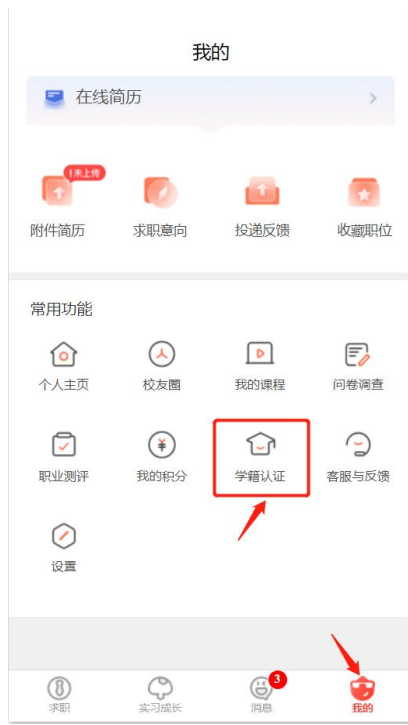 我的
在线简历
!未上传
附件简历 求职意向 投递反馈 收藏职位
常用功能
个人主页 校友圈 我的课程 问卷调查
职业测评 我的积分 学籍认证 客服与反馈
设置
3
求职 实习成长 消息 我的